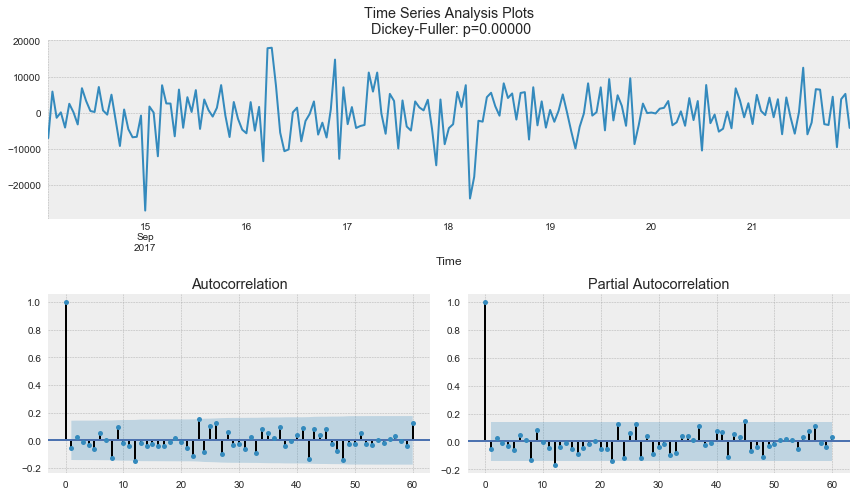 Time Series Analysis Plots
Dickey-Fuller: p=0.00000
20000
10000
0
−10000
−20000
15 16 17 18 19 20 21
Sep
2017
Time
Autocorrelation
1.0
0.8
0.6
0.4
0.2
0.0
−0.2
0 10 20 30 40 50 60
Partial Autocorrelation
1.0
0.8
0.6
0.4
0.2
0.0
−0.2
0 10 20 30 40 50 60